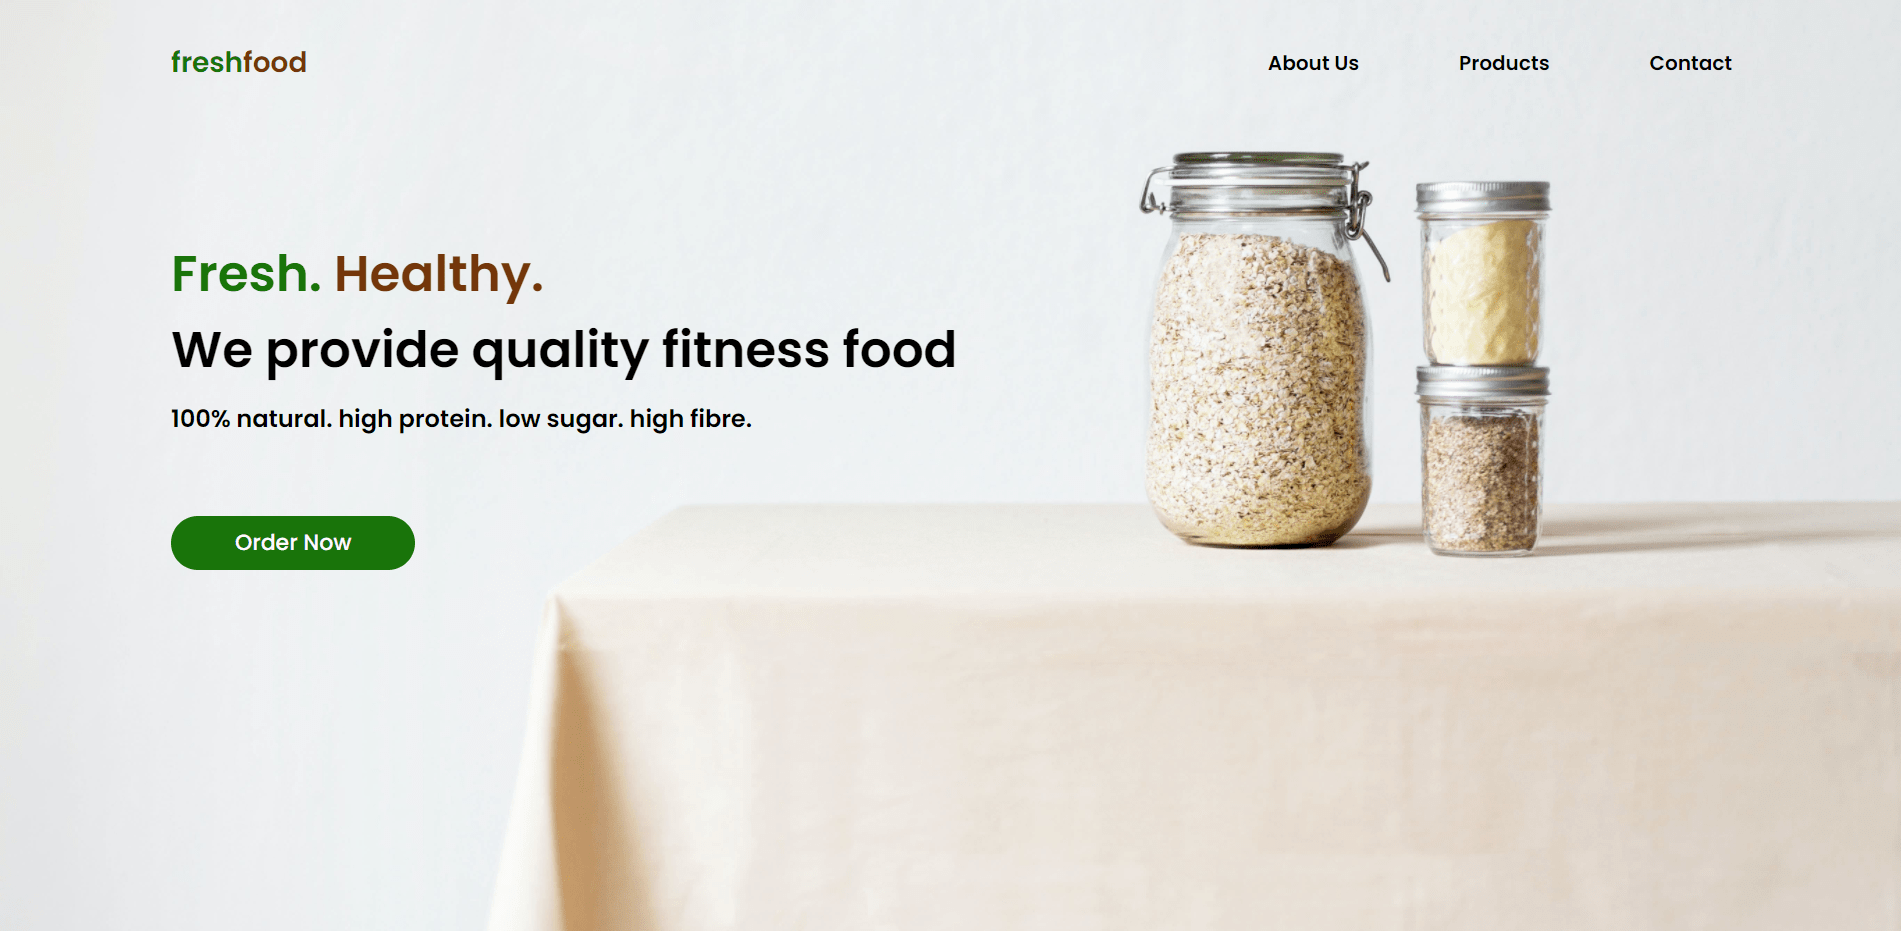 freshfood
About Us Products Contact
Fresh. Healthy.
We provide quality fitness food
100% natural. high protein. low sugar. high fibre.
Order Now